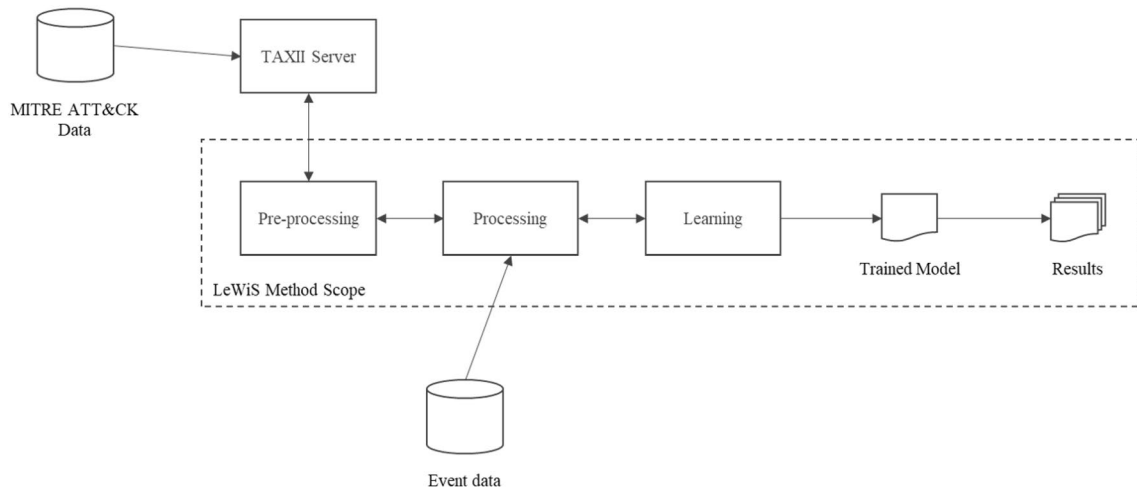 TAXII Server
MITRE ATT&CK
Data
Pre-processing
Processing
Learning
Trained Model
Results
LeWiS Method Scope
Event data